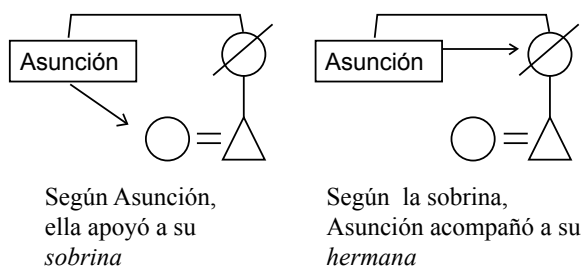 Asunción
Asunción
Según Asunción,
ella apoyó a su
sobrina
Según la sobrina,
Asunción acompañó a su
hermana